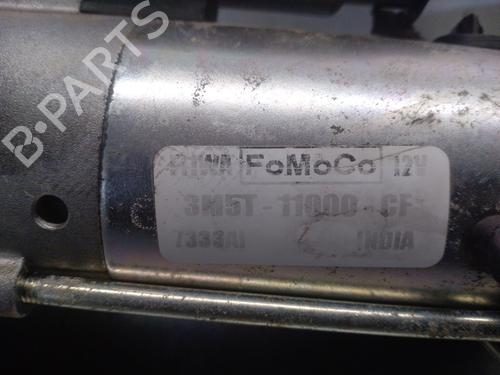 B-PARTS
FoMoCo 12V
3M5T-11000-CF
INDIA